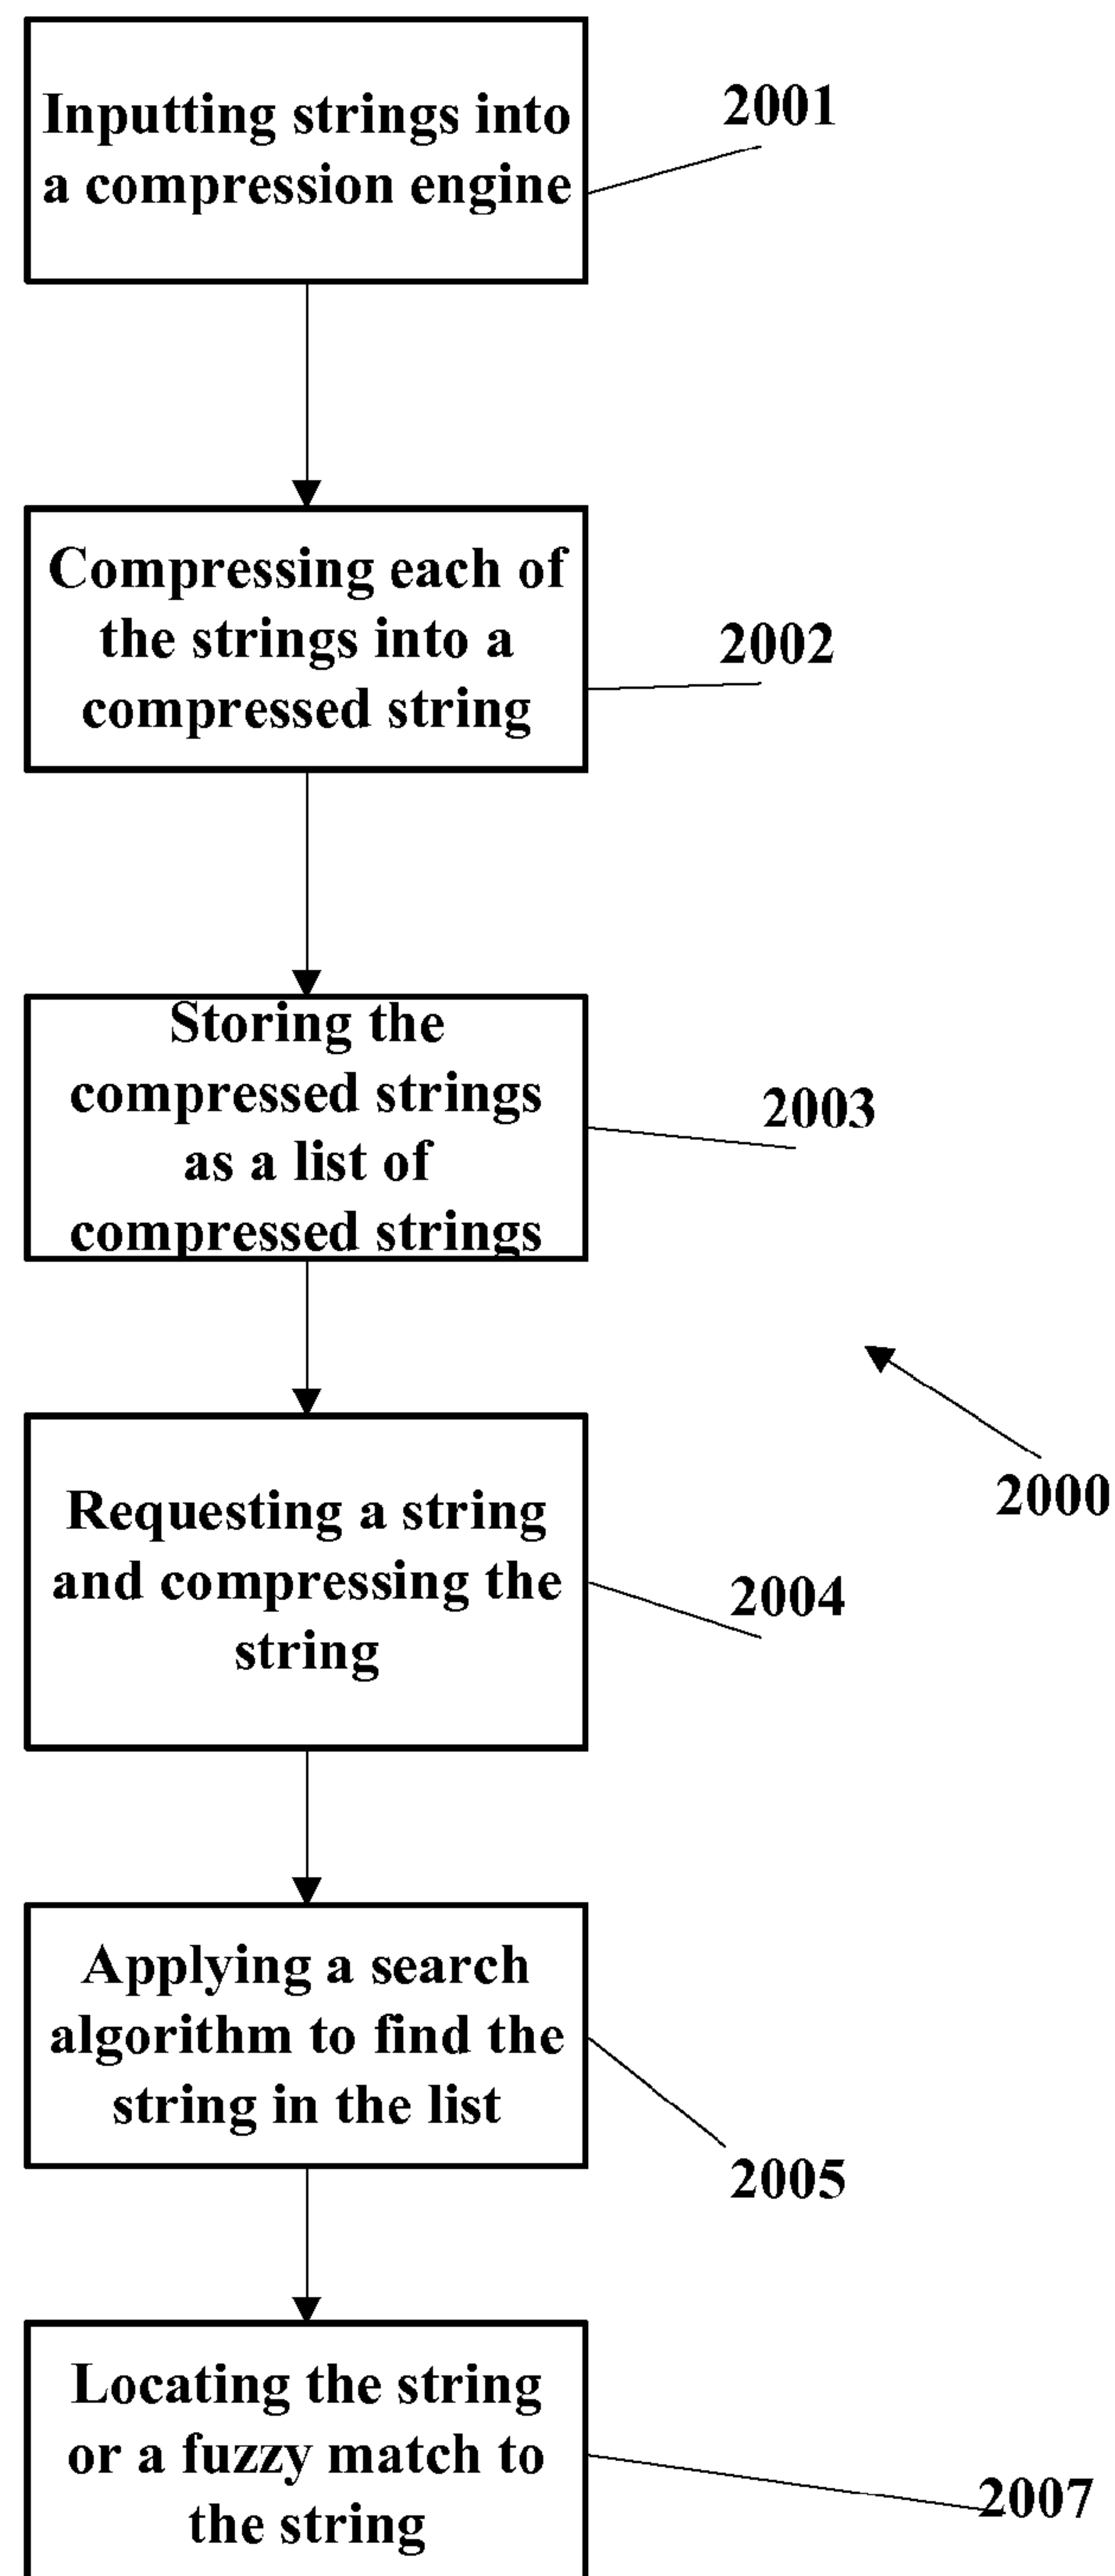 Inputting strings into
a compression engine
2001
Compressing each of
the strings into a
compressed string
2002
Storing the
compressed strings
as a list of
compressed strings
2003
2000
Requesting a string
and compressing the
string
2004
Applying a search
algorithm to find the
string in the list
2005
Locating the string
or a fuzzy match to
the string
2007